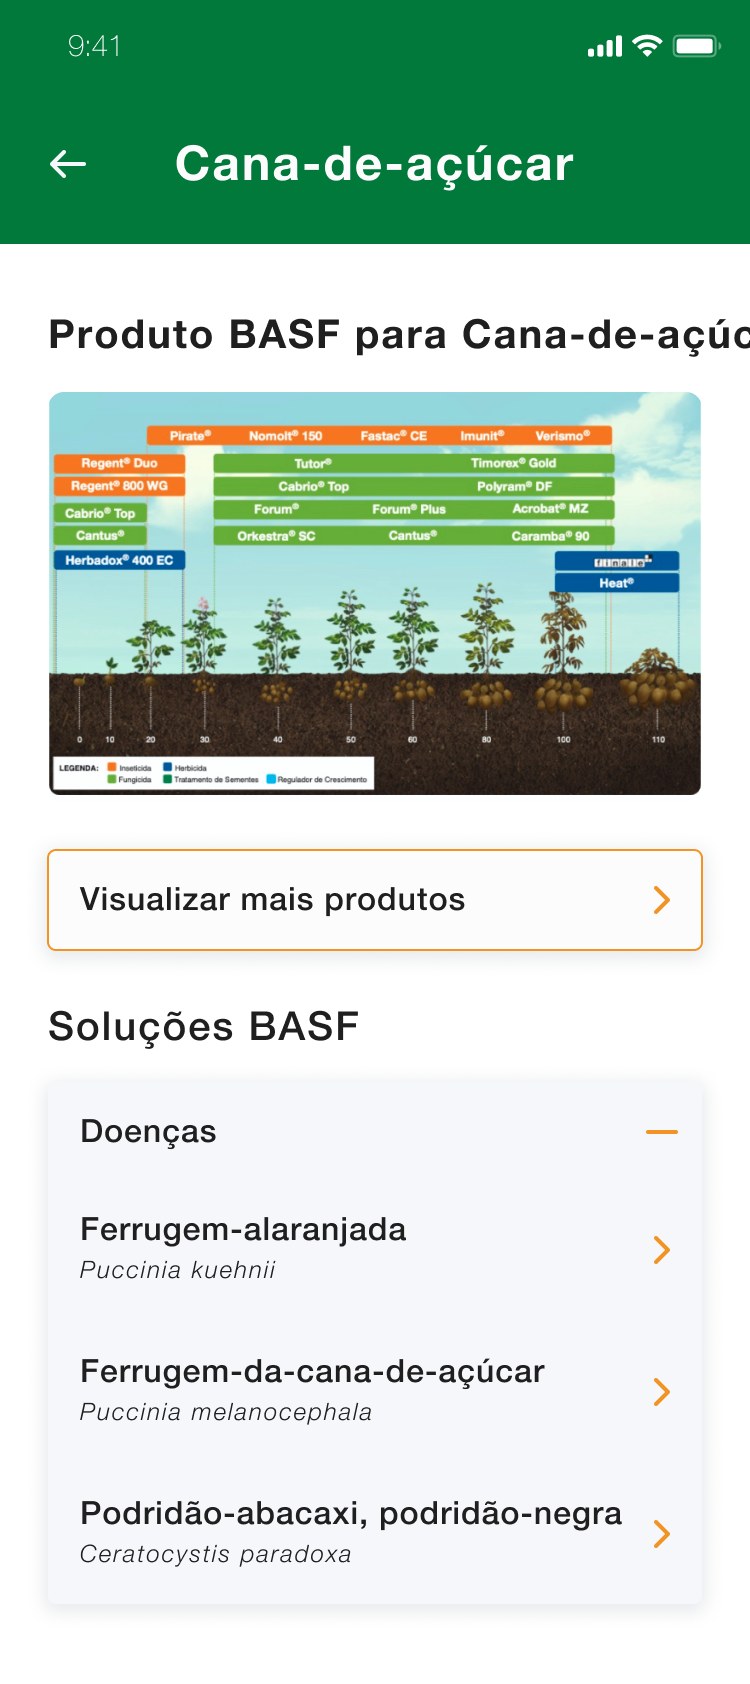 9:41
Cana-de-açúcar
Produto BASF para Cana-de-açúc
Pirate® Nomolt® 150 Fastac® CE Imunit® Verismo®
Regent® Duo Tutor® Timorex® Gold
Regent® 800 WG Cabrio® Top Polyram® DF
Cabrio® Top Forum® Forum® Plus Acrobat® MZ
Cantus® Orkestra® SC Cantus® Caramba® 90
Herbadox® 400 EC finale®
Heat®
0 10 20 30 40 50 60 80 100 110
LEGENDA: Inseticida Herbicida
Fungicida Tratamento de Sementes Regulador de Crescimento
Visualizar mais produtos
Soluções BASF
Doenças
Ferrugem-alaranjada
Puccinia kuehnii
Ferrugem-da-cana-de-açúcar
Puccinia melanocephala
Podridão-abacaxi, podridão-negra
Ceratocystis paradoxa